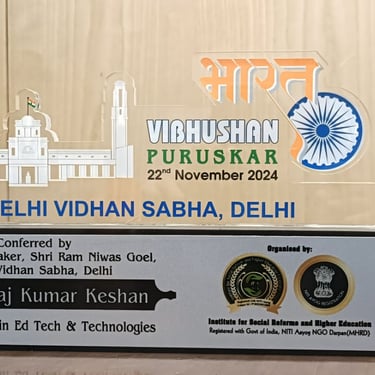 भारत
VIBHUSHAN
PURUSKAR
22nd November 2024
ELHI VIDHAN SABHA, DELHI
Conferred by
aker, Shri Ram Niwas Goel,
Vidhan Sabha, Delhi
aj Kumar Keshan
in Ed Tech & Technologies
Organised by:
Institute for Social Reforms and Higher Education
Registered with Govt of India, NITI Aayog NGO Darpan(MHRD)